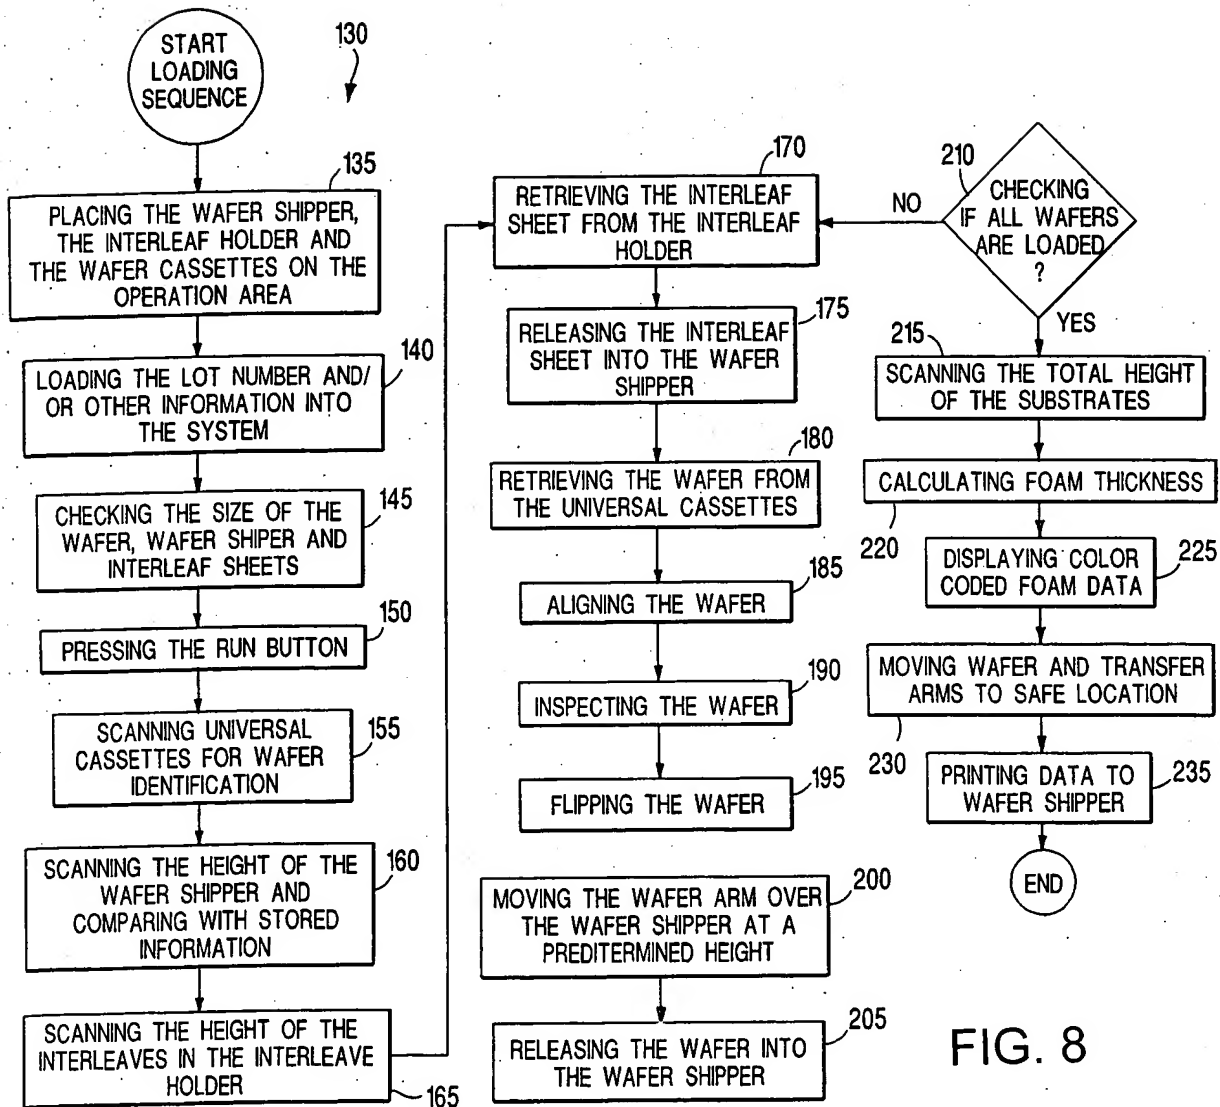 START
LOADING
SEQUENCE
130
135
PLACING THE WAFER SHIPPER,
THE INTERLEAF HOLDER AND
THE WAFER CASSETTES ON THE
OPERATION AREA
140
LOADING THE LOT NUMBER AND/
OR OTHER INFORMATION INTO
THE SYSTEM
145
CHECKING THE SIZE OF THE
WAFER, WAFER SHIPER AND
INTERLEAF SHEETS
150
PRESSING THE RUN BUTTON
155
SCANNING UNIVERSAL
CASSETTES FOR WAFER
IDENTIFICATION
160
SCANNING THE HEIGHT OF THE
WAFER SHIPPER AND
COMPARING WITH STORED
INFORMATION
SCANNING THE HEIGHT OF THE
INTERLEAVES IN THE INTERLEAVE
HOLDER
165
170
RETRIEVING THE INTERLEAF
SHEET FROM THE INTERLEAF
HOLDER
175
RELEASING THE INTERLEAF
SHEET INTO THE WAFER
SHIPPER
180
RETRIEVING THE WAFER FROM
THE UNIVERSAL CASSETTES
185
ALIGNING THE WAFER
190
INSPECTING THE WAFER
195
FLIPPING THE WAFER
200
MOVING THE WAFER ARM OVER
THE WAFER SHIPPER AT A
PREDITERMINED HEIGHT
205
RELEASING THE WAFER INTO
THE WAFER SHIPPER
210
CHECKING
IF ALL WAFERS
ARE LOADED
?
NO
YES
215
SCANNING THE TOTAL HEIGHT
OF THE SUBSTRATES
CALCULATING FOAM THICKNESS
220
225
DISPLAYING COLOR
CODED FOAM DATA
MOVING WAFER AND TRANSFER
ARMS TO SAFE LOCATION
230
235
PRINTING DATA TO
WAFER SHIPPER
END
FIG. 8